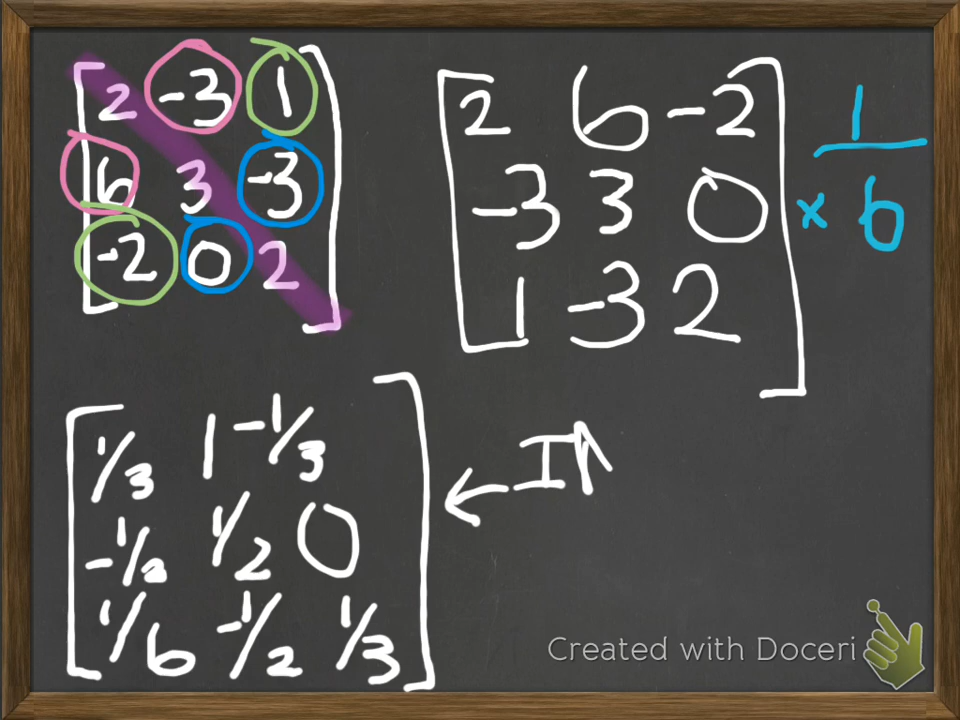 2 -3 1
6 3 -3
-2 0 2
2 6 -2
-3 3 0
1 -3 2
× 1/6
1/3 1 -1/3
-1/2 1/2 0
1/6 -1/2 1/3
←
Created with Doceri